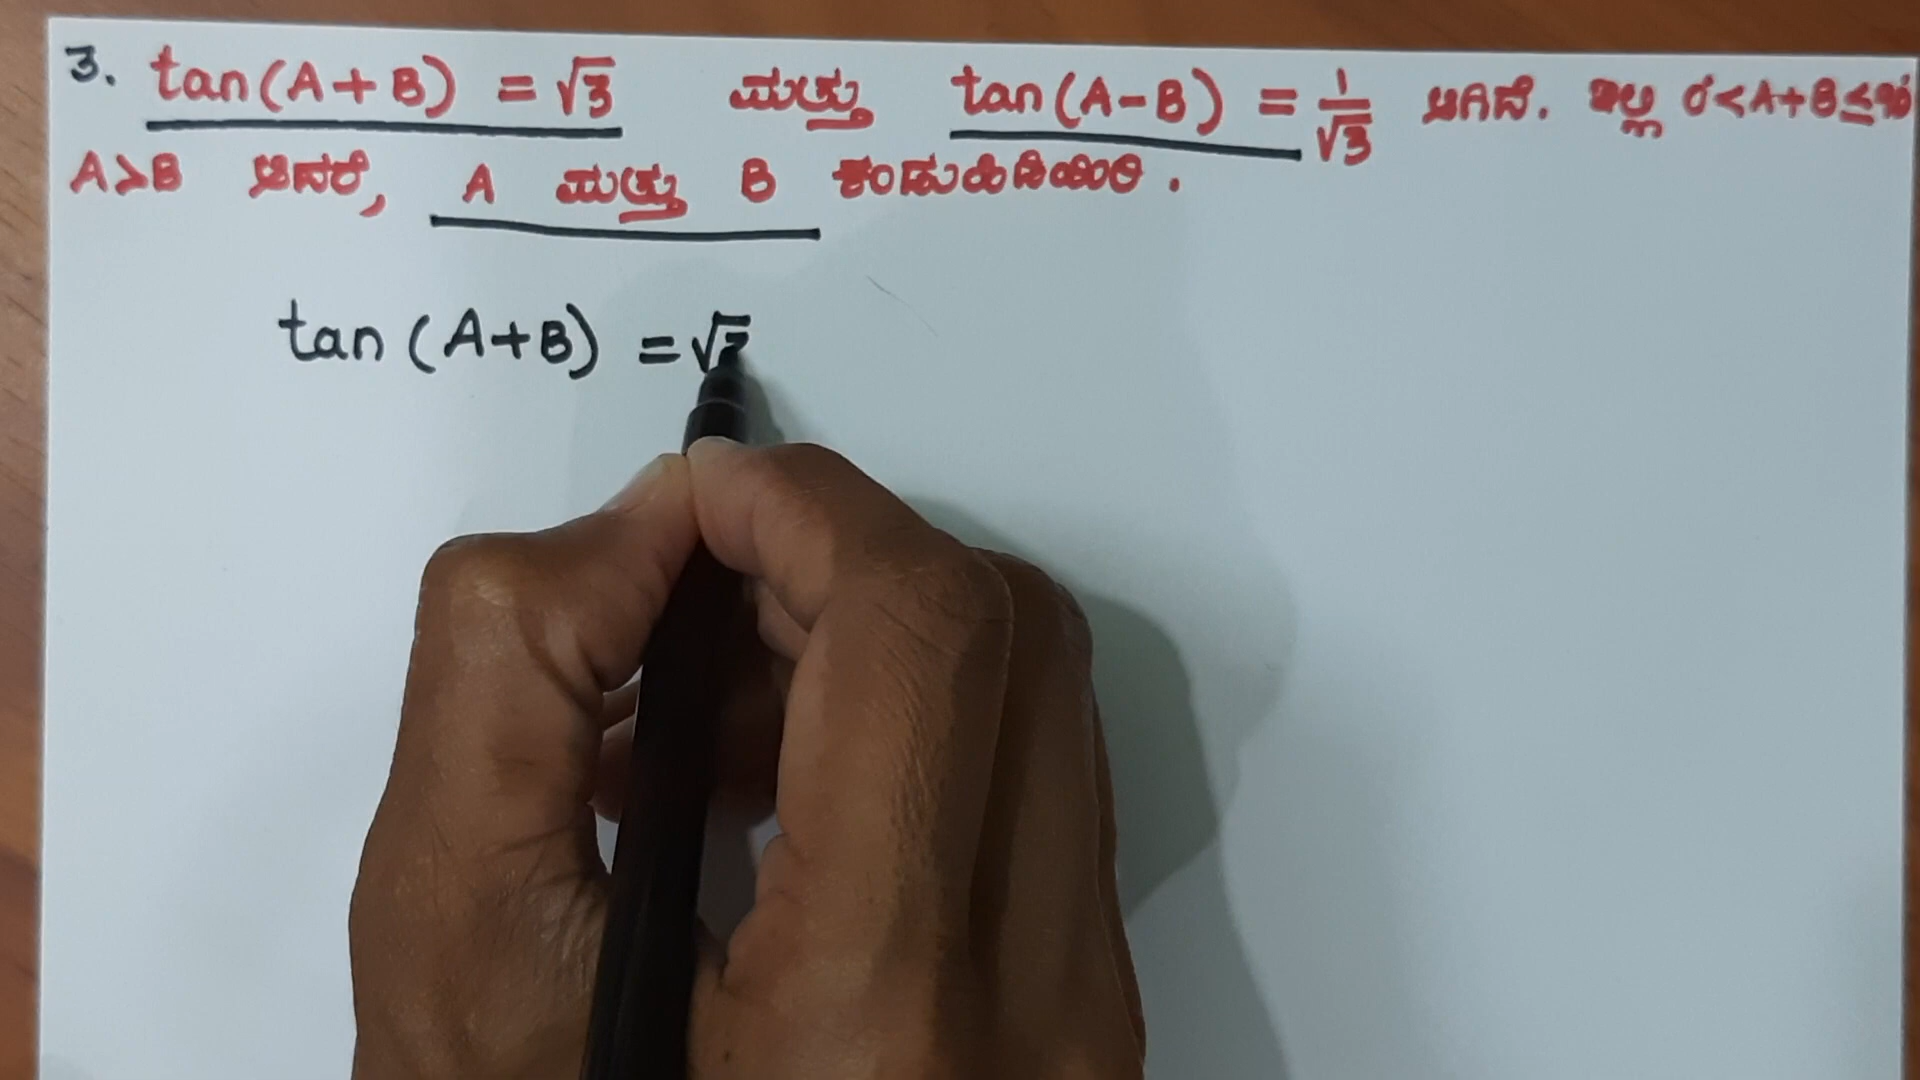 3. tan(A+B) = √3 ಮತ್ತು tan(A-B) = 1/√3 ಆಗಿದೆ. ಇಲ್ಲಿ 0°<A+B≤90°
A>B ಆದರೆ, A ಮತ್ತು B ಕಂಡುಹಿಡಿಯಿರಿ.
tan (A+B) = √3